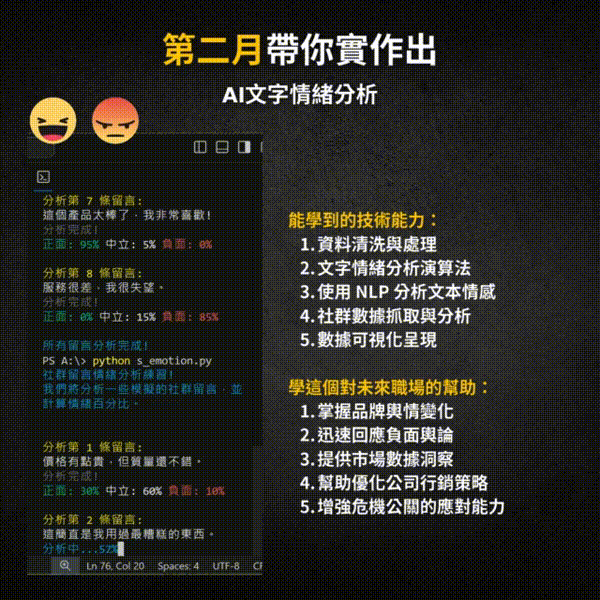 第二月帶你實作出
AI文字情緒分析
分析第 7 條留言:
這個產品太棒了，我非常喜歡!
分析完成!
正面: 95% 中立: 5% 負面: 0%
分析第 8 條留言:
服務很差，我很失望。
分析完成!
正面: 0% 中立: 15% 負面: 85%
所有留言分析完成!
PS A:\> python s_emotion.py
社群留言情緒分析練習!
我們將分析一些模擬的社群留言，並
計算情緒百分比。
分析第 1 條留言:
價格有點貴，但質量還不錯。
分析完成!
正面: 30% 中立: 60% 負面: 10%
分析第 2 條留言:
這簡直是我用過最糟糕的東西。
分析中...52%
Ln 76, Col 20 Spaces: 4 UTF-8 CF
能學到的技術能力：
1.資料清洗與處理
2.文字情緒分析演算法
3.使用 NLP 分析文本情感
4.社群數據抓取與分析
5.數據可視化呈現
學這個對未來職場的幫助：
1.掌握品牌輿情變化
2.迅速回應負面輿論
3.提供市場數據洞察
4.幫助優化公司行銷策略
5.增強危機公關的應對能力